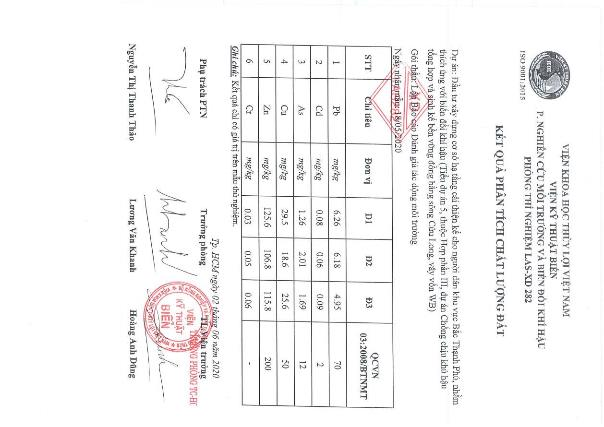 VIỆN KHOA HỌC THỦY LỢI VIỆT NAM
VIỆN KỸ THUẬT BIỂN
P. NGHIÊN CỨU MÔI TRƯỜNG VÀ BIẾN ĐỔI KHÍ HẬU
PHÒNG THÍ NGHIỆM LAS-XD 282
ISO 9001:2015
KẾT QUẢ PHÂN TÍCH CHẤT LƯỢNG ĐẤT
Dự án: Đầu tư xây dựng cơ sở hạ tầng cải thiện kế cho người dân khu vực Bắc Thạnh Phú, nhằm
thích ứng với biến đổi khí hậu (Tiểu dự án 5, thuộc Hợp phần III, dự án Chống chịu khí hậu
tổng hợp và sinh kế bền vững đồng bằng sông Cửu Long, vay vốn WB)
Gói thầu: Lập Báo cáo Đánh giá tác động môi trường
Ngày nhận mẫu: 18/05/2020
STT Chỉ tiêu Đơn vị Đ1 Đ2 Đ3 QCVN 03:2008/BTNMT
1 Pb mg/kg 6.26 6.18 4.95 70
2 Cd mg/kg 0.08 0.06 0.09 2
3 As mg/kg 1.26 2.01 1.69 12
4 Cu mg/kg 29.5 18.6 25.6 50
5 Zn mg/kg 125.6 106.8 115.8 200
6 Cr mg/kg 0.03 0.05 0.06 -
Ghi chú: Kết quả chỉ có giá trị trên mẫu thử nghiệm.
Tp. HCM ngày 02 tháng 06 năm 2020
Phụ trách PTN Trưởng phòng TL Viện trưởng
TRƯỞNG PHÒNG TC-HC
VIỆN
KỸ THUẬT
BIỂN
Nguyễn Thị Thanh Thảo Lương Văn Khanh Hoàng Anh Dũng